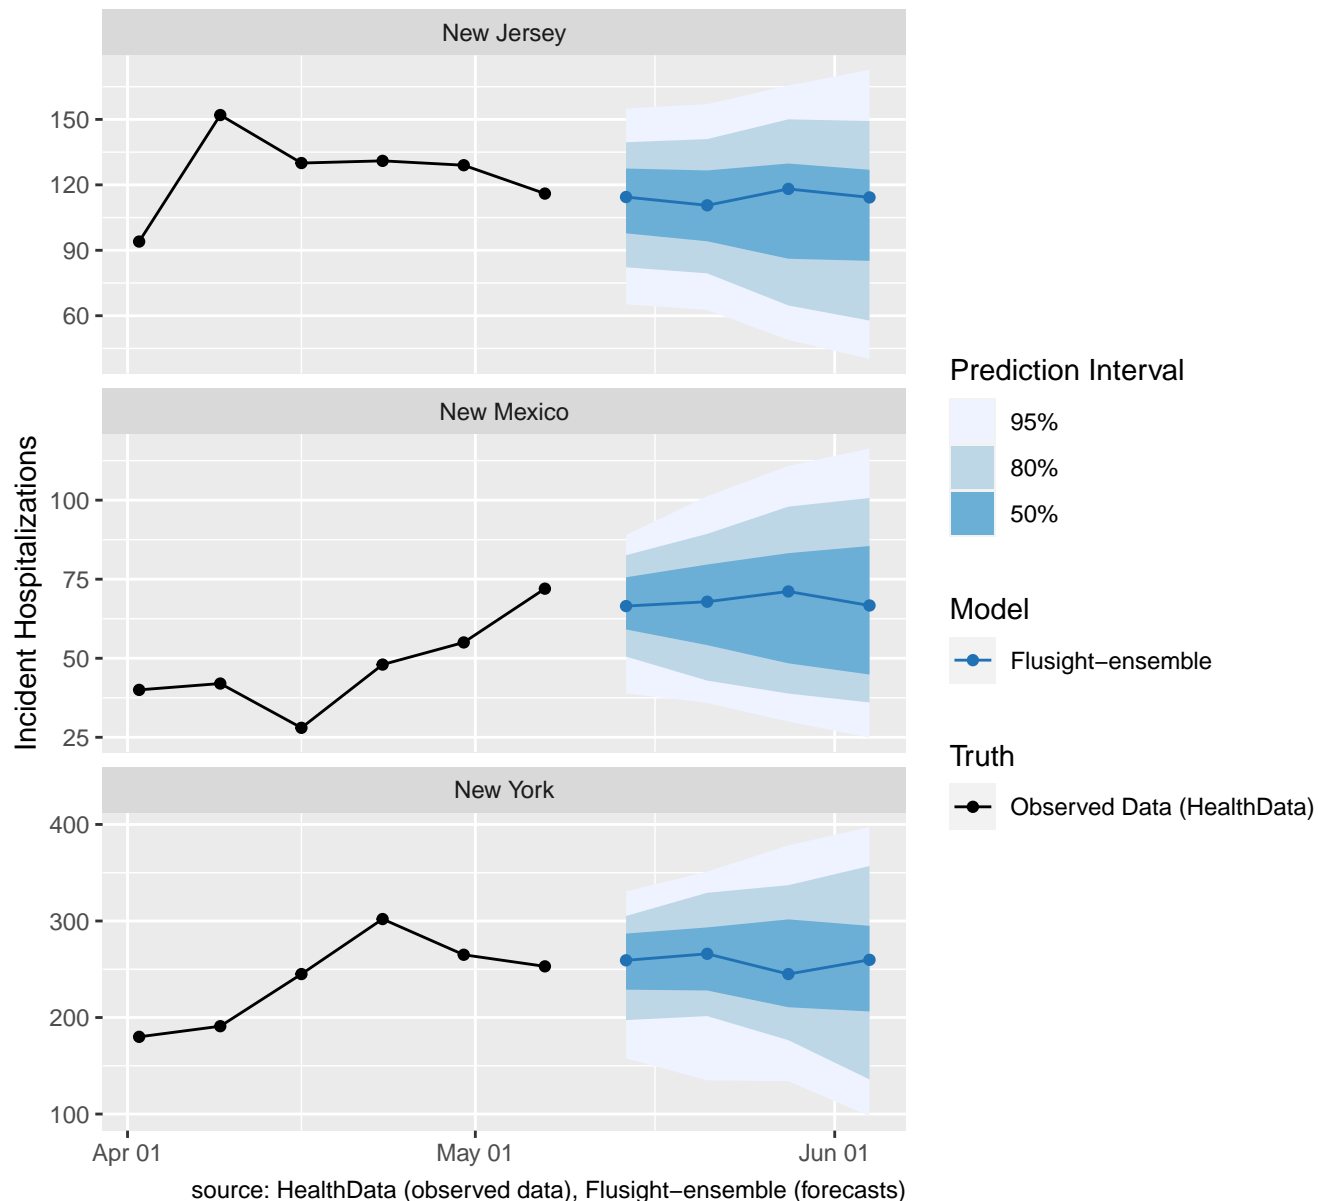 New Jersey
150
120
90
60
New Mexico
100
75
50
25
New York
400
300
200
100
Apr 01
May 01
Jun 01
Incident Hospitalizations
source: HealthData (observed data), Flusight−ensemble (forecasts)
Prediction Interval
95%
80%
50%
Model
Flusight−ensemble
Truth
Observed Data (HealthData)